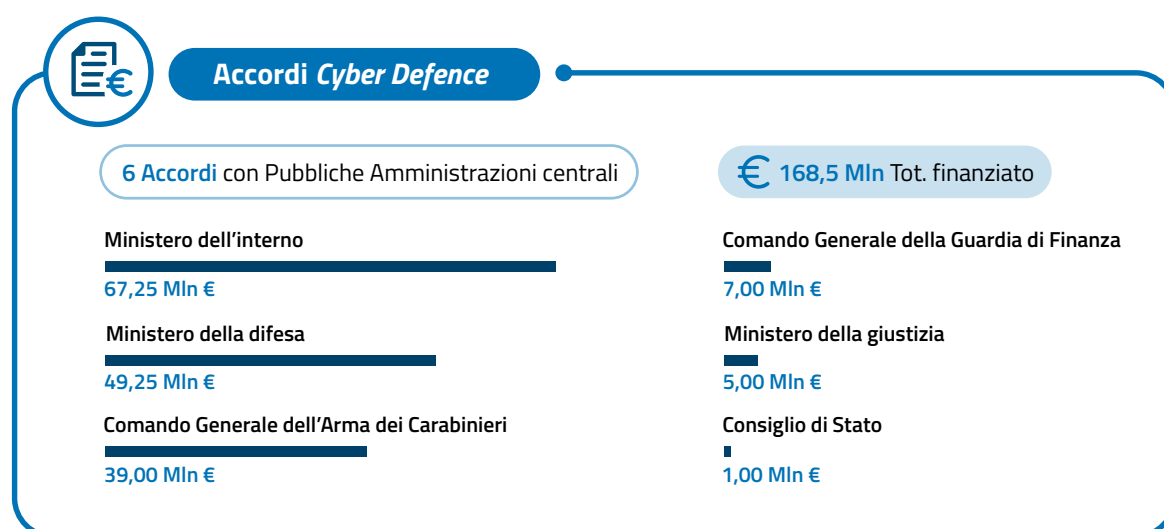 Accordi Cyber Defence
6 Accordi con Pubbliche Amministrazioni centrali
€ 168,5 Mln Tot. finanziato
Ministero dell’interno
67,25 Mln €
Ministero della difesa
49,25 Mln €
Comando Generale dell’Arma dei Carabinieri
39,00 Mln €
Comando Generale della Guardia di Finanza
7,00 Mln €
Ministero della giustizia
5,00 Mln €
Consiglio di Stato
1,00 Mln €